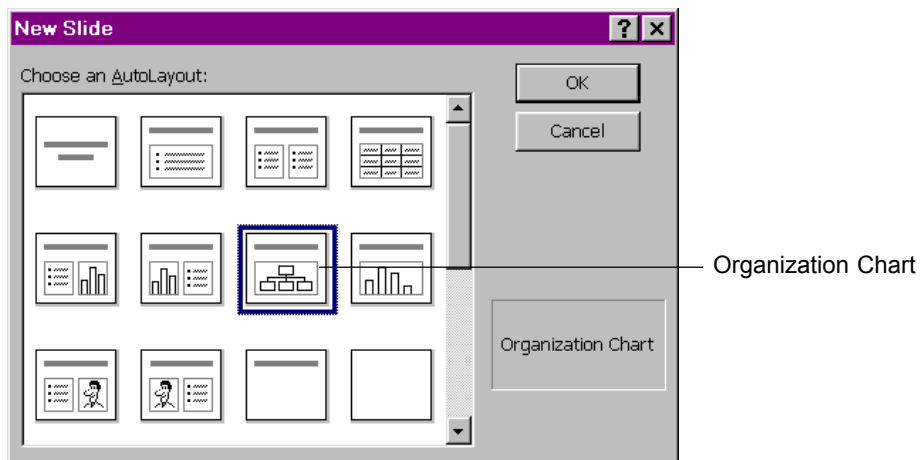 New Slide
Choose an AutoLayout:
OK
Cancel
Organization Chart
Organization Chart